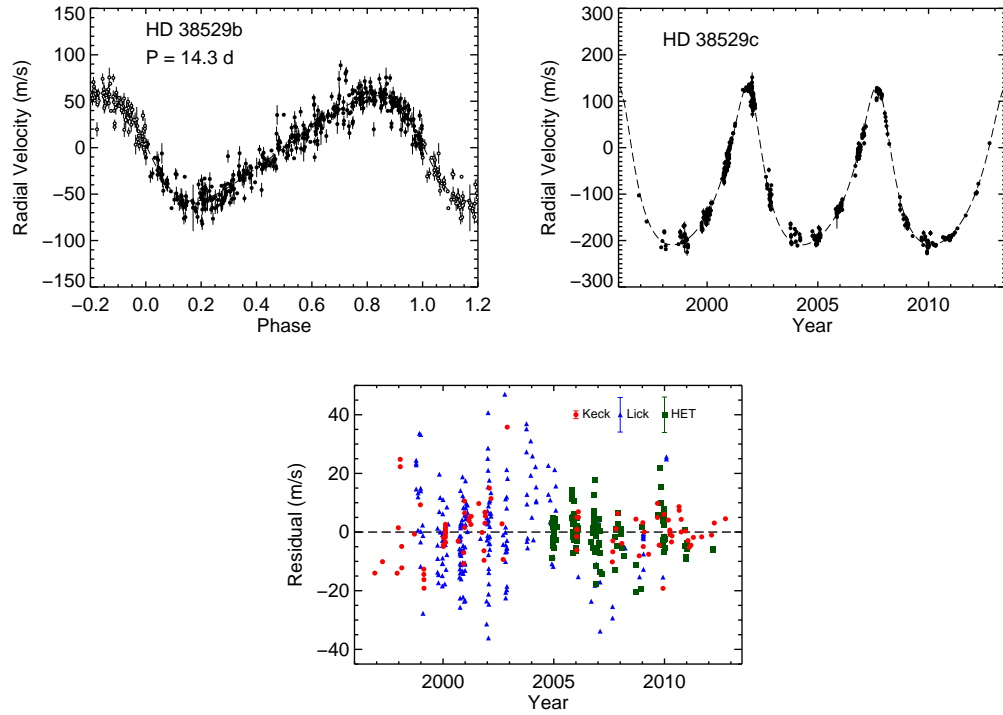 HD 38529b
P = 14.3 d
Radial Velocity (m/s)
150
100
50
0
−50
−100
−150
−0.2 0.0 0.2 0.4 0.6 0.8 1.0 1.2
Phase
HD 38529c
Radial Velocity (m/s)
300
200
100
0
−100
−200
−300
2000 2005 2010
Year
Keck Lick HET
Residual (m/s)
40
20
0
−20
−40
2000 2005 2010
Year